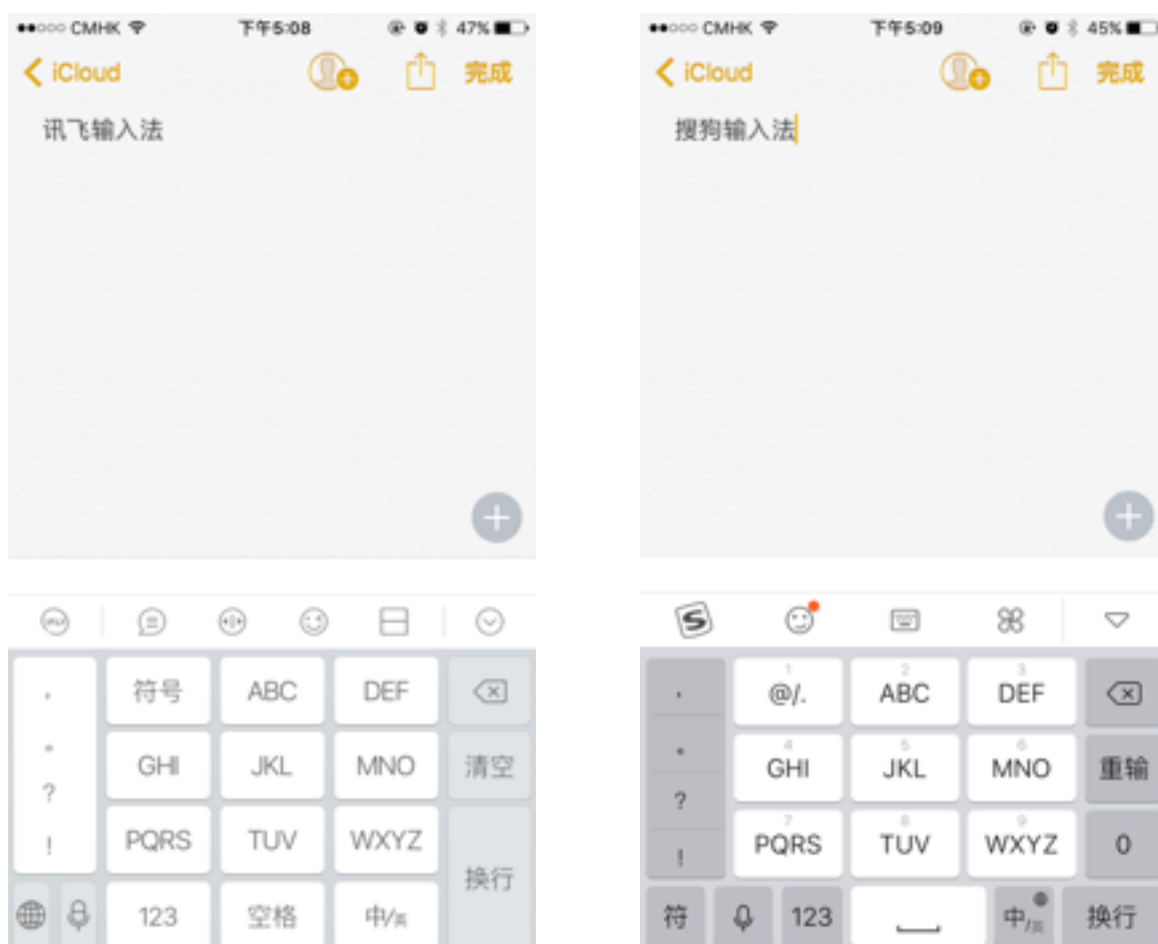 CMHK 下午5:08 47%
iCloud 完成
讯飞输入法
, 符号 ABC DEF
。 GHI JKL MNO 清空
?
! PQRS TUV WXYZ
换行
123 空格 中/英
CMHK 下午5:09 45%
iCloud 完成
搜狗输入法
S
, 1 @/. 2 ABC 3 DEF
。 4 GHI 5 JKL 6 MNO 重输
?
! 7 PQRS 8 TUV 9 WXYZ 0
符 123 中/英 换行